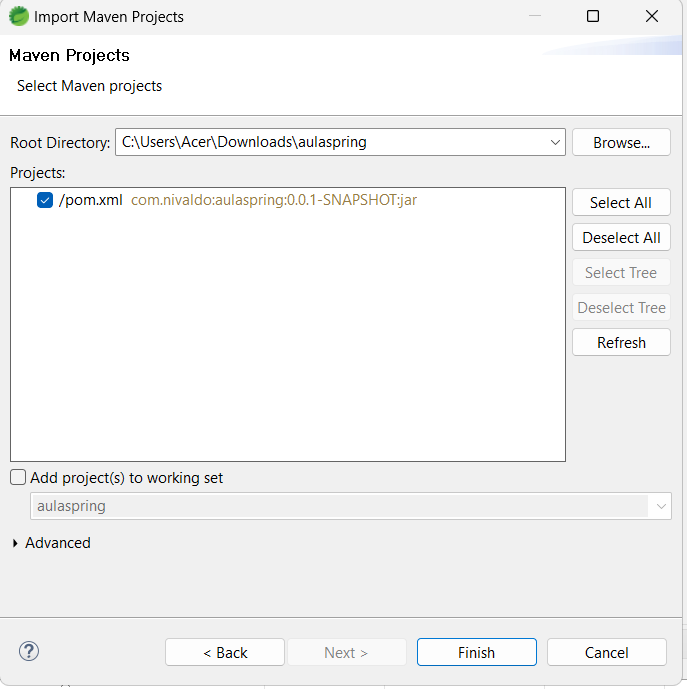 Import Maven Projects
Maven Projects
Select Maven projects
Root Directory: C:\Users\Acer\Downloads\aulaspring Browse...
Projects:
/pom.xml com.nivaldo:aulaspring:0.0.1-SNAPSHOT:jar
Select All
Deselect All
Select Tree
Deselect Tree
Refresh
Add project(s) to working set
aulaspring
Advanced
? < Back Next > Finish Cancel